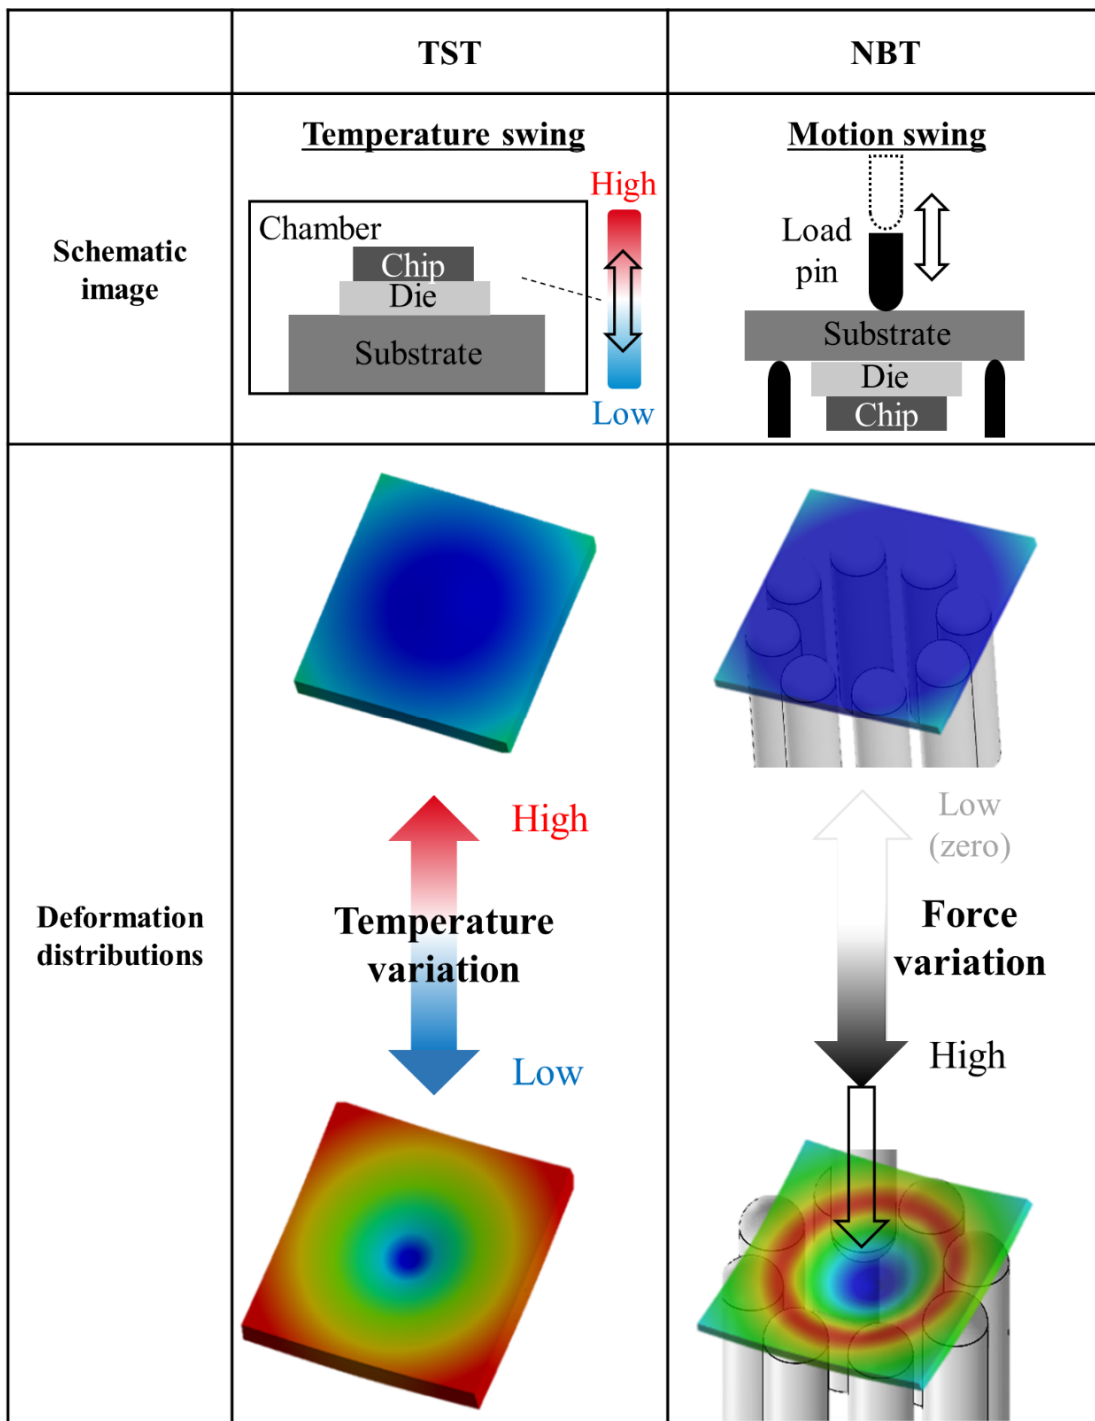 TST
NBT
Schematic
image
Temperature swing
High
Chamber
Chip
Die
Substrate
Low
Motion swing
Load
pin
Substrate
Die
Chip
Deformation
distributions
High
Temperature
variation
Low
Low
(zero)
Force
variation
High